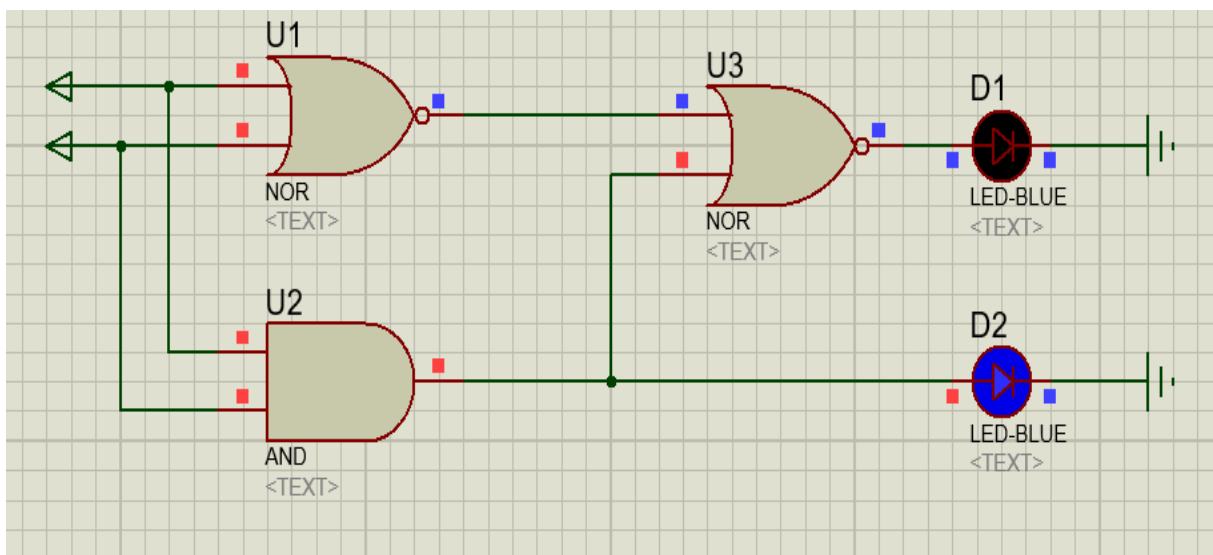 U1
NOR
<TEXT>
U3
NOR
<TEXT>
D1
LED-BLUE
<TEXT>
U2
AND
<TEXT>
D2
LED-BLUE
<TEXT>